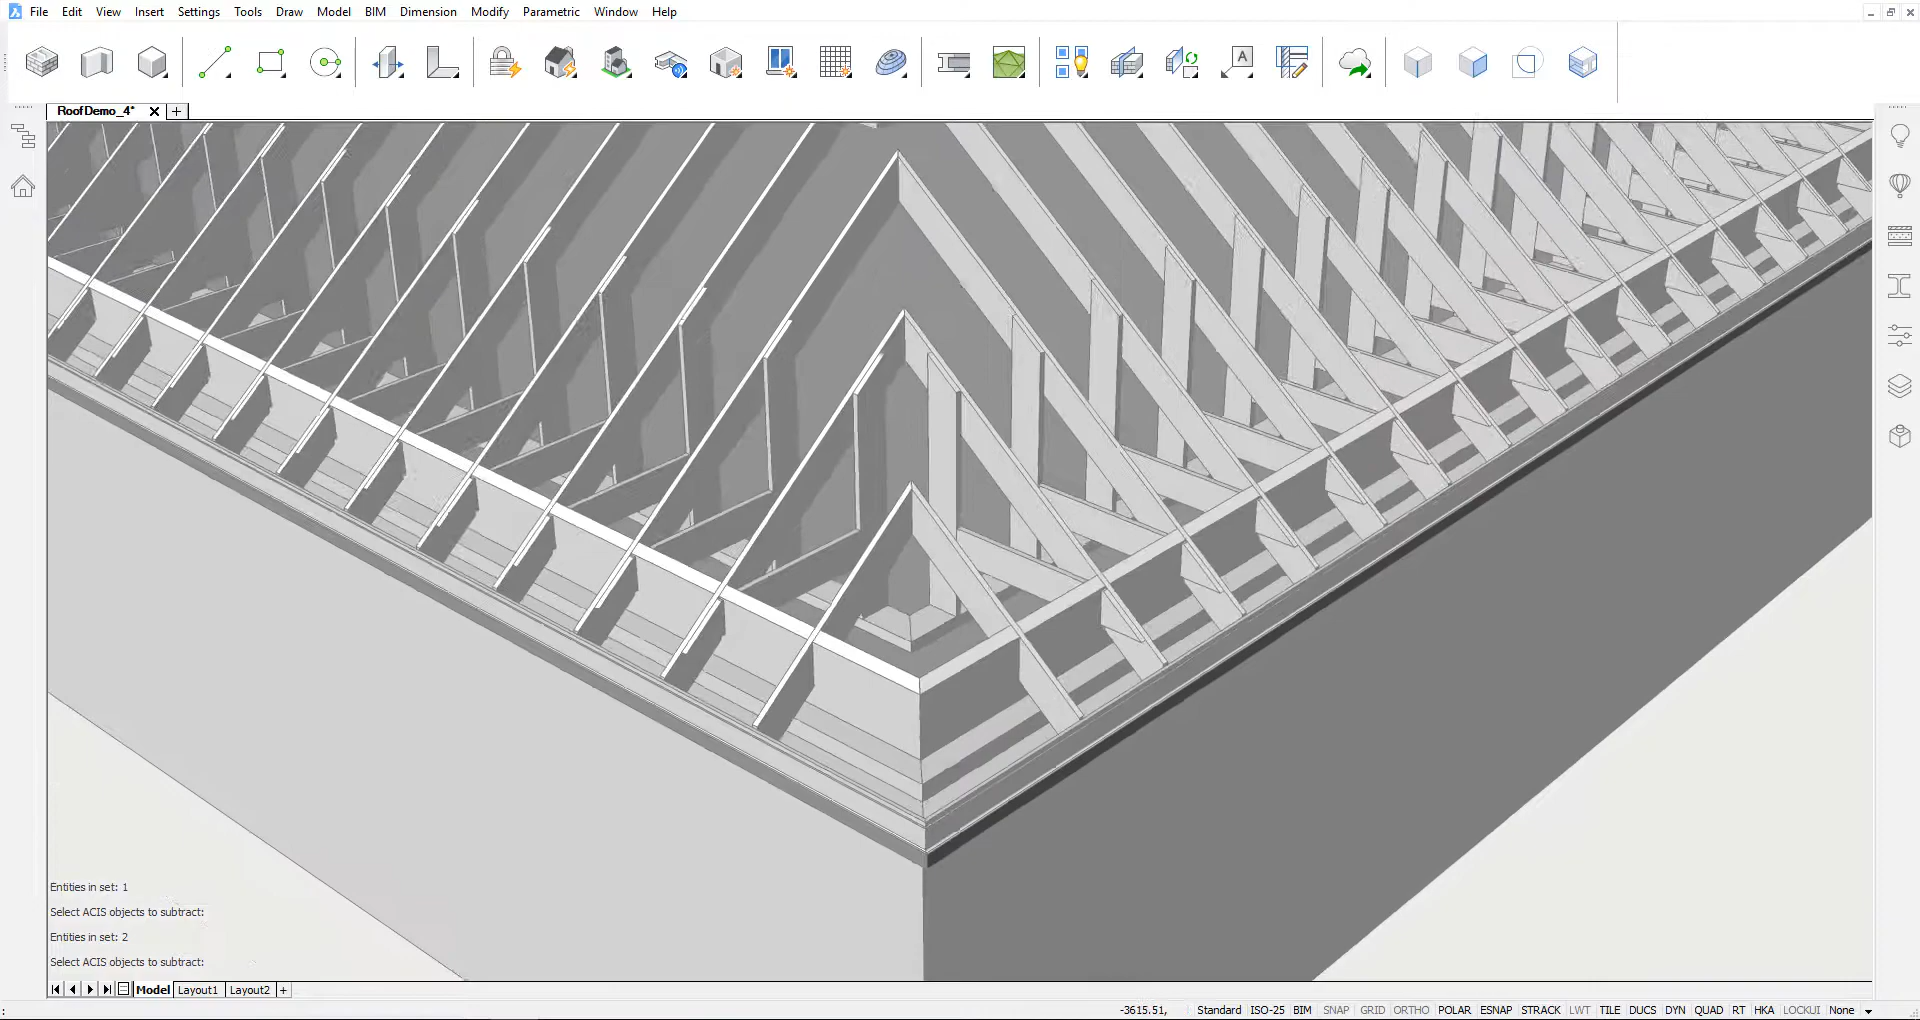 File Edit View Insert Settings Tools Draw Model BIM Dimension Modify Parametric Window Help
A
RoofDemo_4*
Entities in set: 1
Select ACIS objects to subtract:
Entities in set: 2
Select ACIS objects to subtract:
Model Layout1 Layout2 +
: -3615.51, Standard ISO-25 BIM SNAP GRID ORTHO POLAR ESNAP STRACK LWT TILE DUCS DYN QUAD RT HKA LOCKUI None